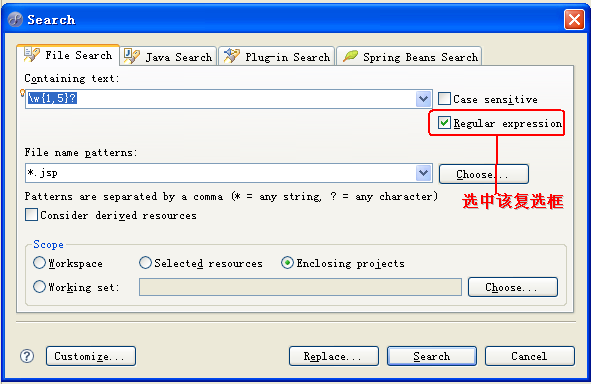 Search
File Search Java Search Plug-in Search Spring Beans Search
Containing text:
\w{1,5}?
Case sensitive
Regular expression
File name patterns:
*.jsp Choose...
Patterns are separated by a comma (* = any string, ? = any character)
选中该复选框
Consider derived resources
Scope
Workspace Selected resources Enclosing projects
Working set: Choose...
Customize... Replace... Search Cancel